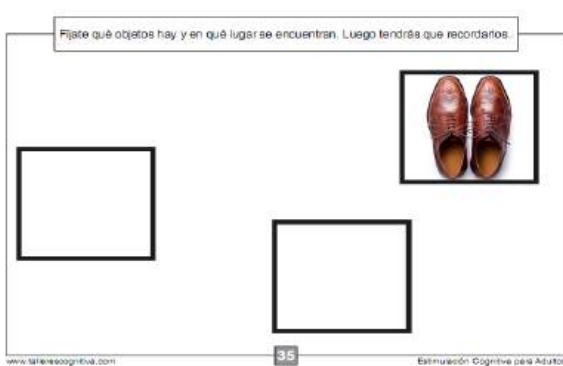 Fíjate qué objetos hay y en qué lugar se encuentran. Luego tendrás que recordarlos.
www.tallerescognitiva.com
35
Estimulación Cognitiva para Adultos